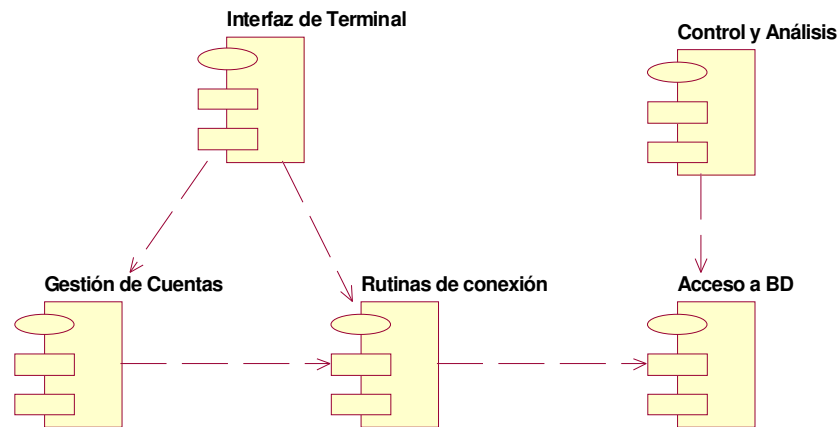 Interfaz de Terminal
Control y Análisis
Gestión de Cuentas
Rutinas de conexión
Acceso a BD